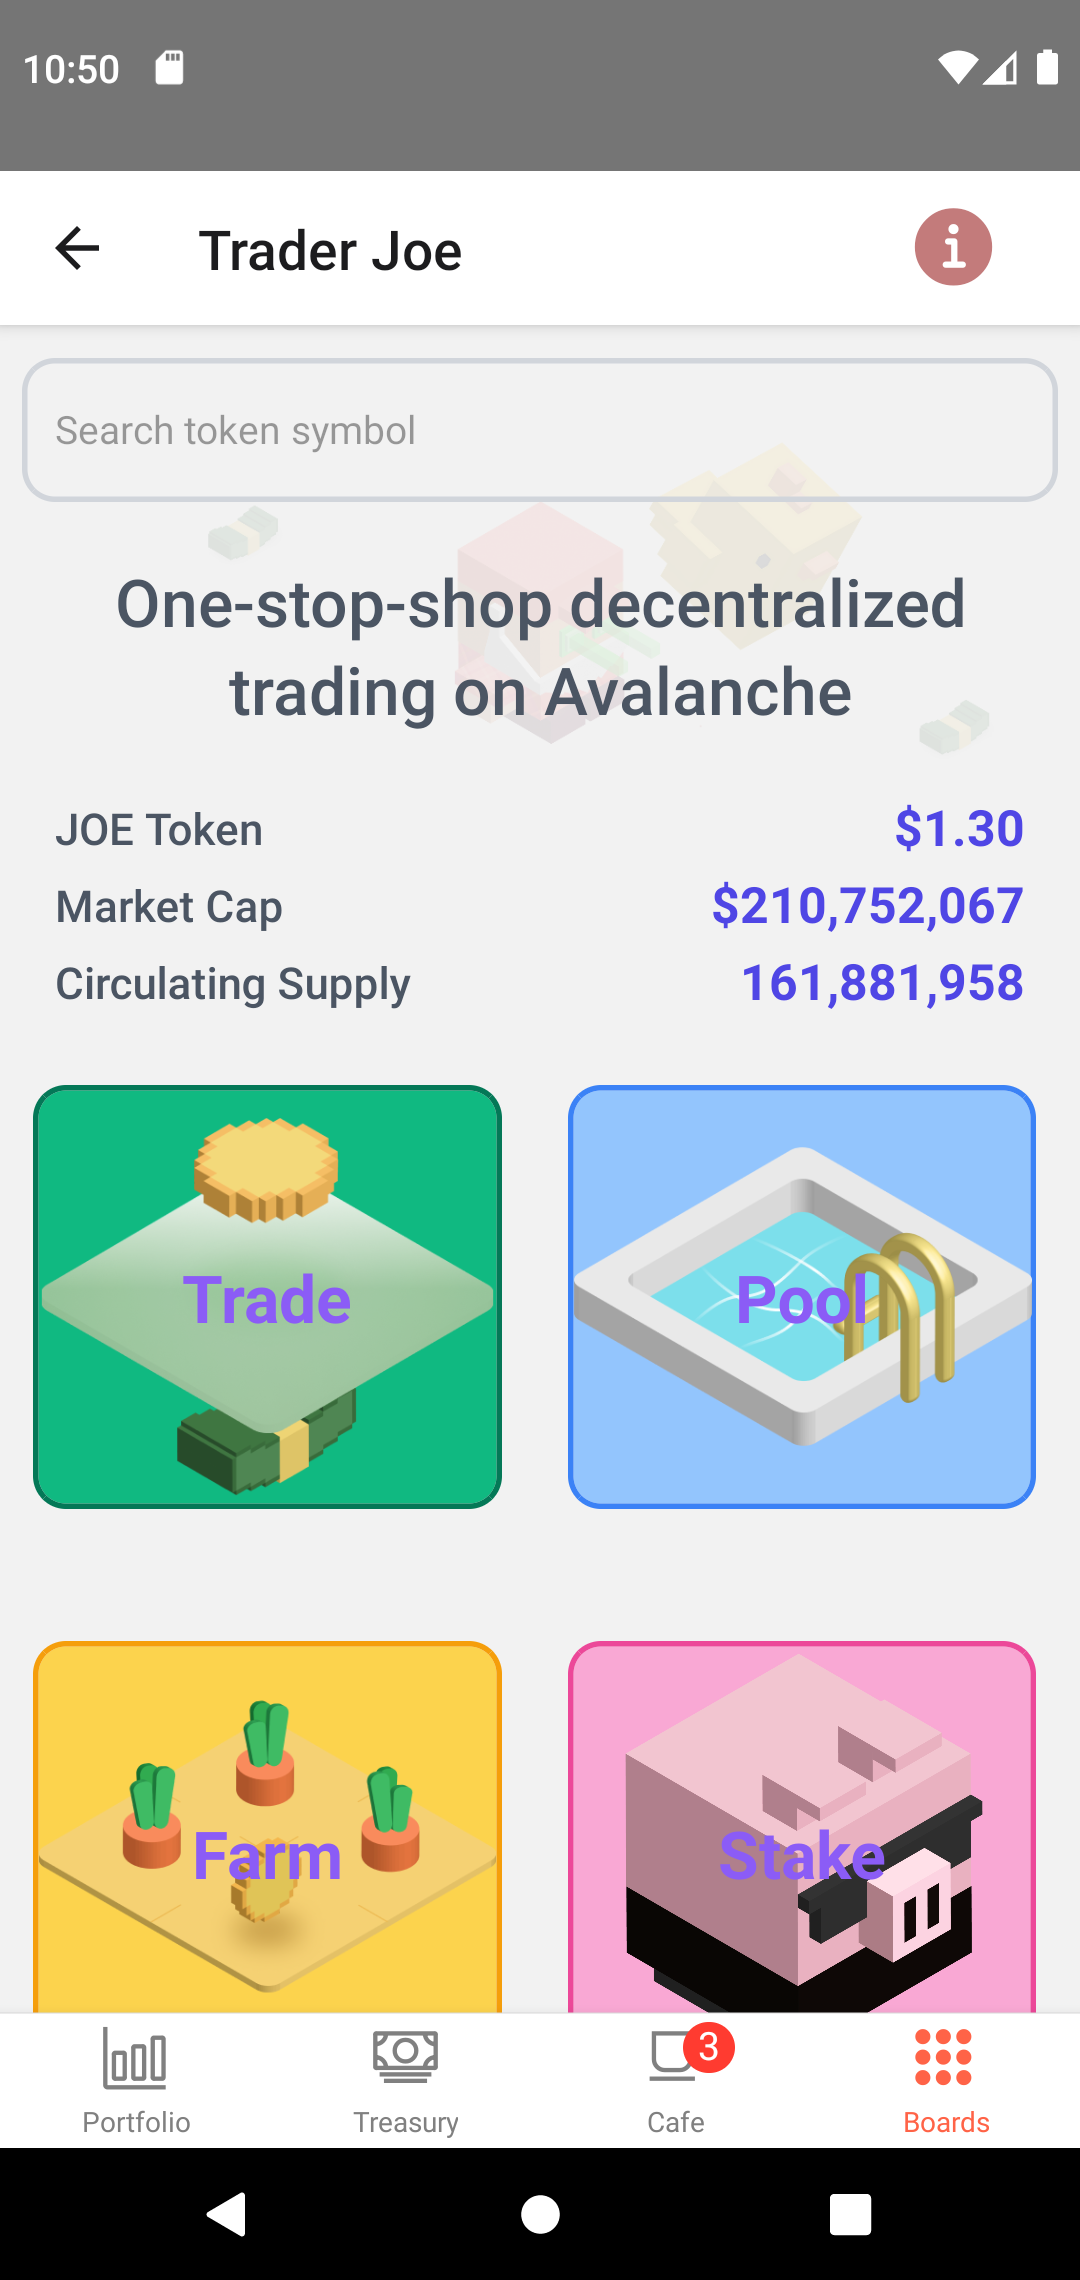 10:50
Trader Joe
Search token symbol
One-stop-shop decentralized
trading on Avalanche
JOE Token $1.30
Market Cap $210,752,067
Circulating Supply 161,881,958
Trade Pool
Farm Stake
3
Portfolio Treasury Cafe Boards